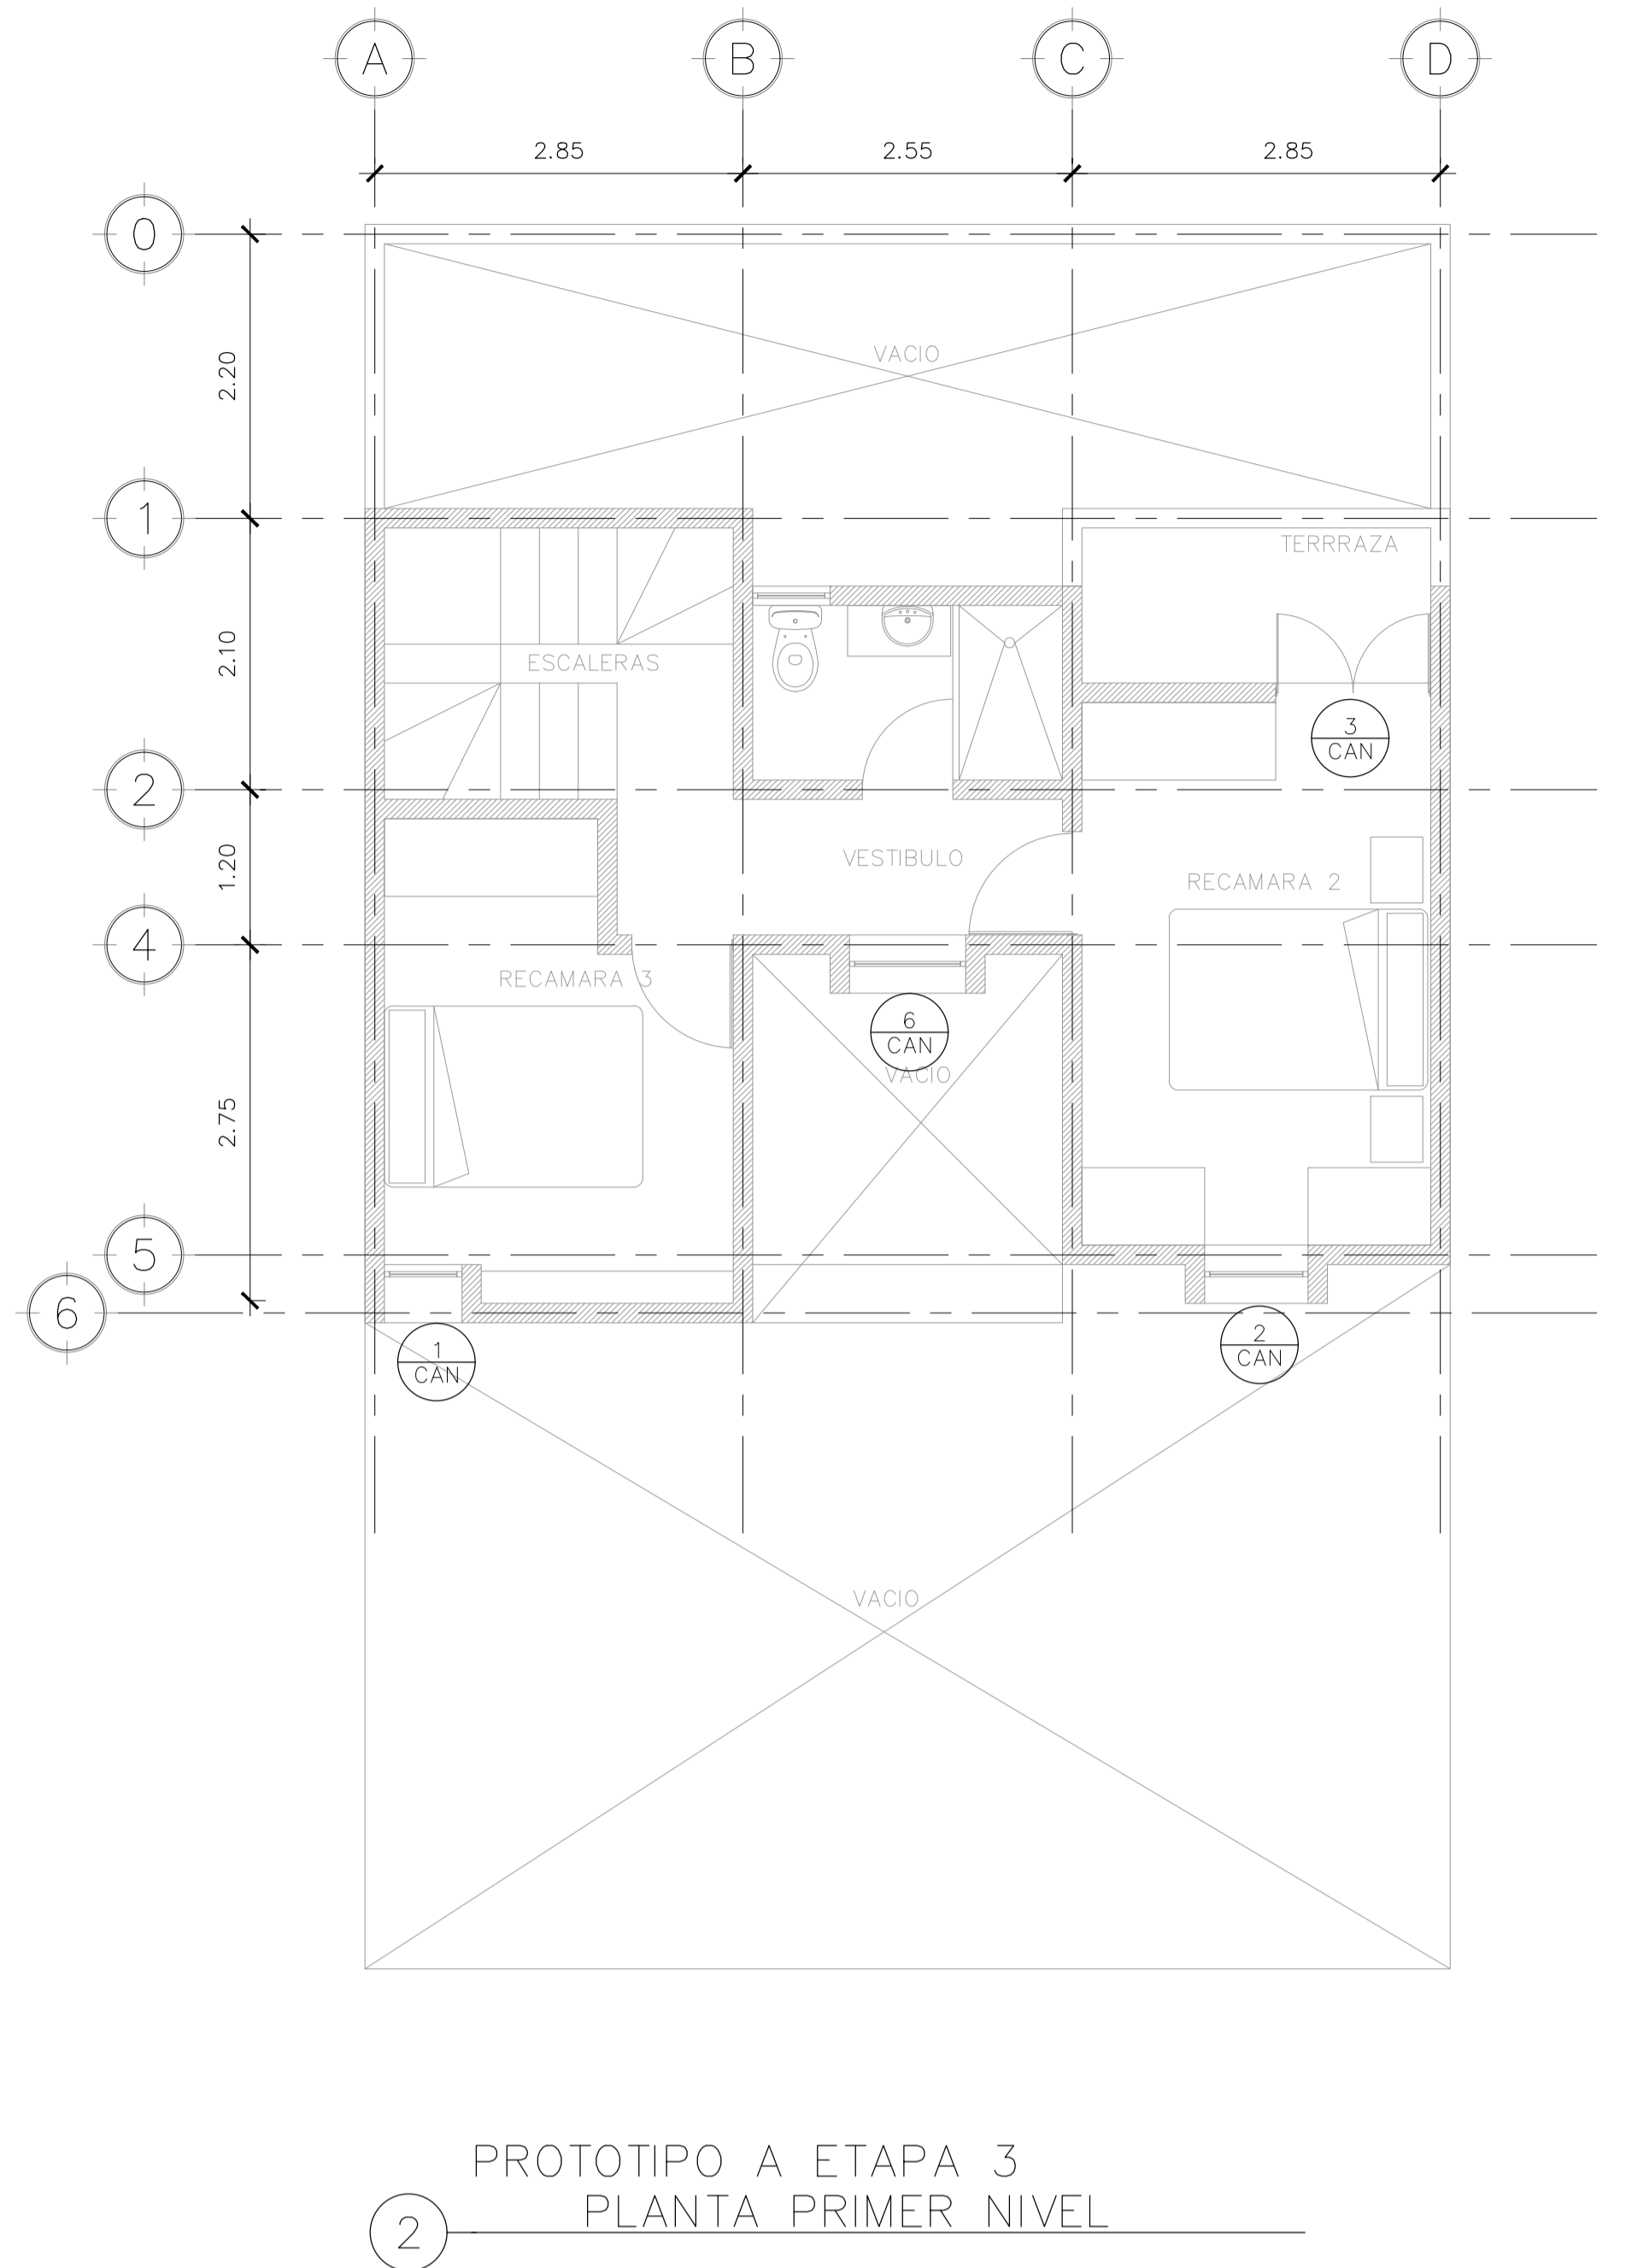 A
B
C
D
2.85
2.55
2.85
0
2.20
VACIO
1
TERRRAZA
2.10
ESCALERAS
3
CAN
2
1.20
VESTIBULO
RECAMARA 2
4
RECAMARA 3
6
CAN
VACIO
2.75
5
6
1
CAN
2
CAN
VACIO
PROTOTIPO A ETAPA 3
PLANTA PRIMER NIVEL
2